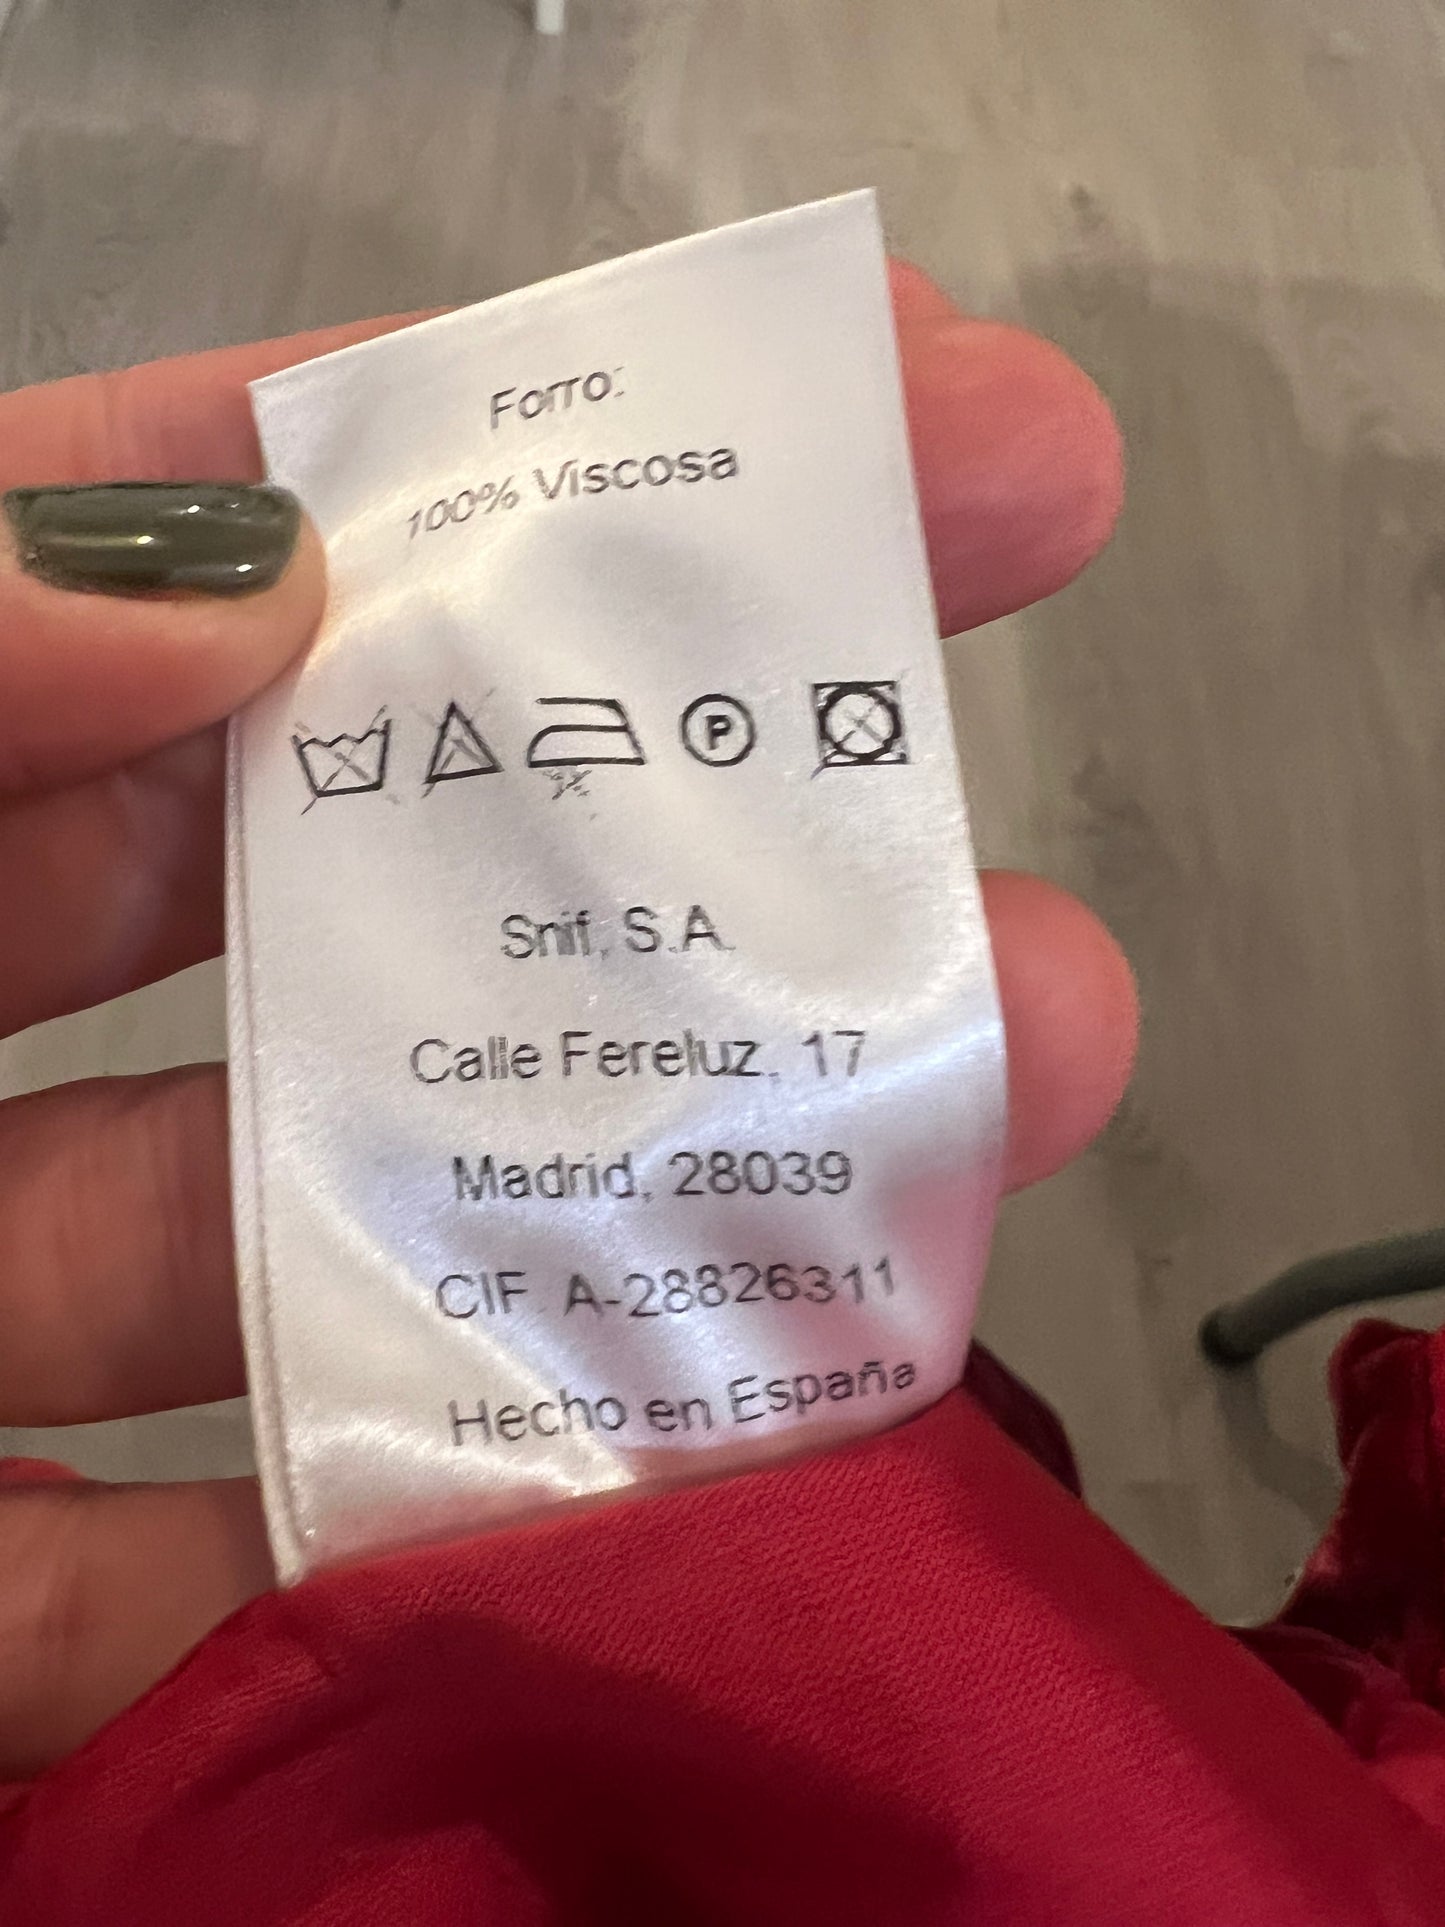 Forro:
100% Viscosa
P
Snif, S.A.
Calle Fereluz, 17
Madrid, 28039
CIF A-28826311
Hecho en España